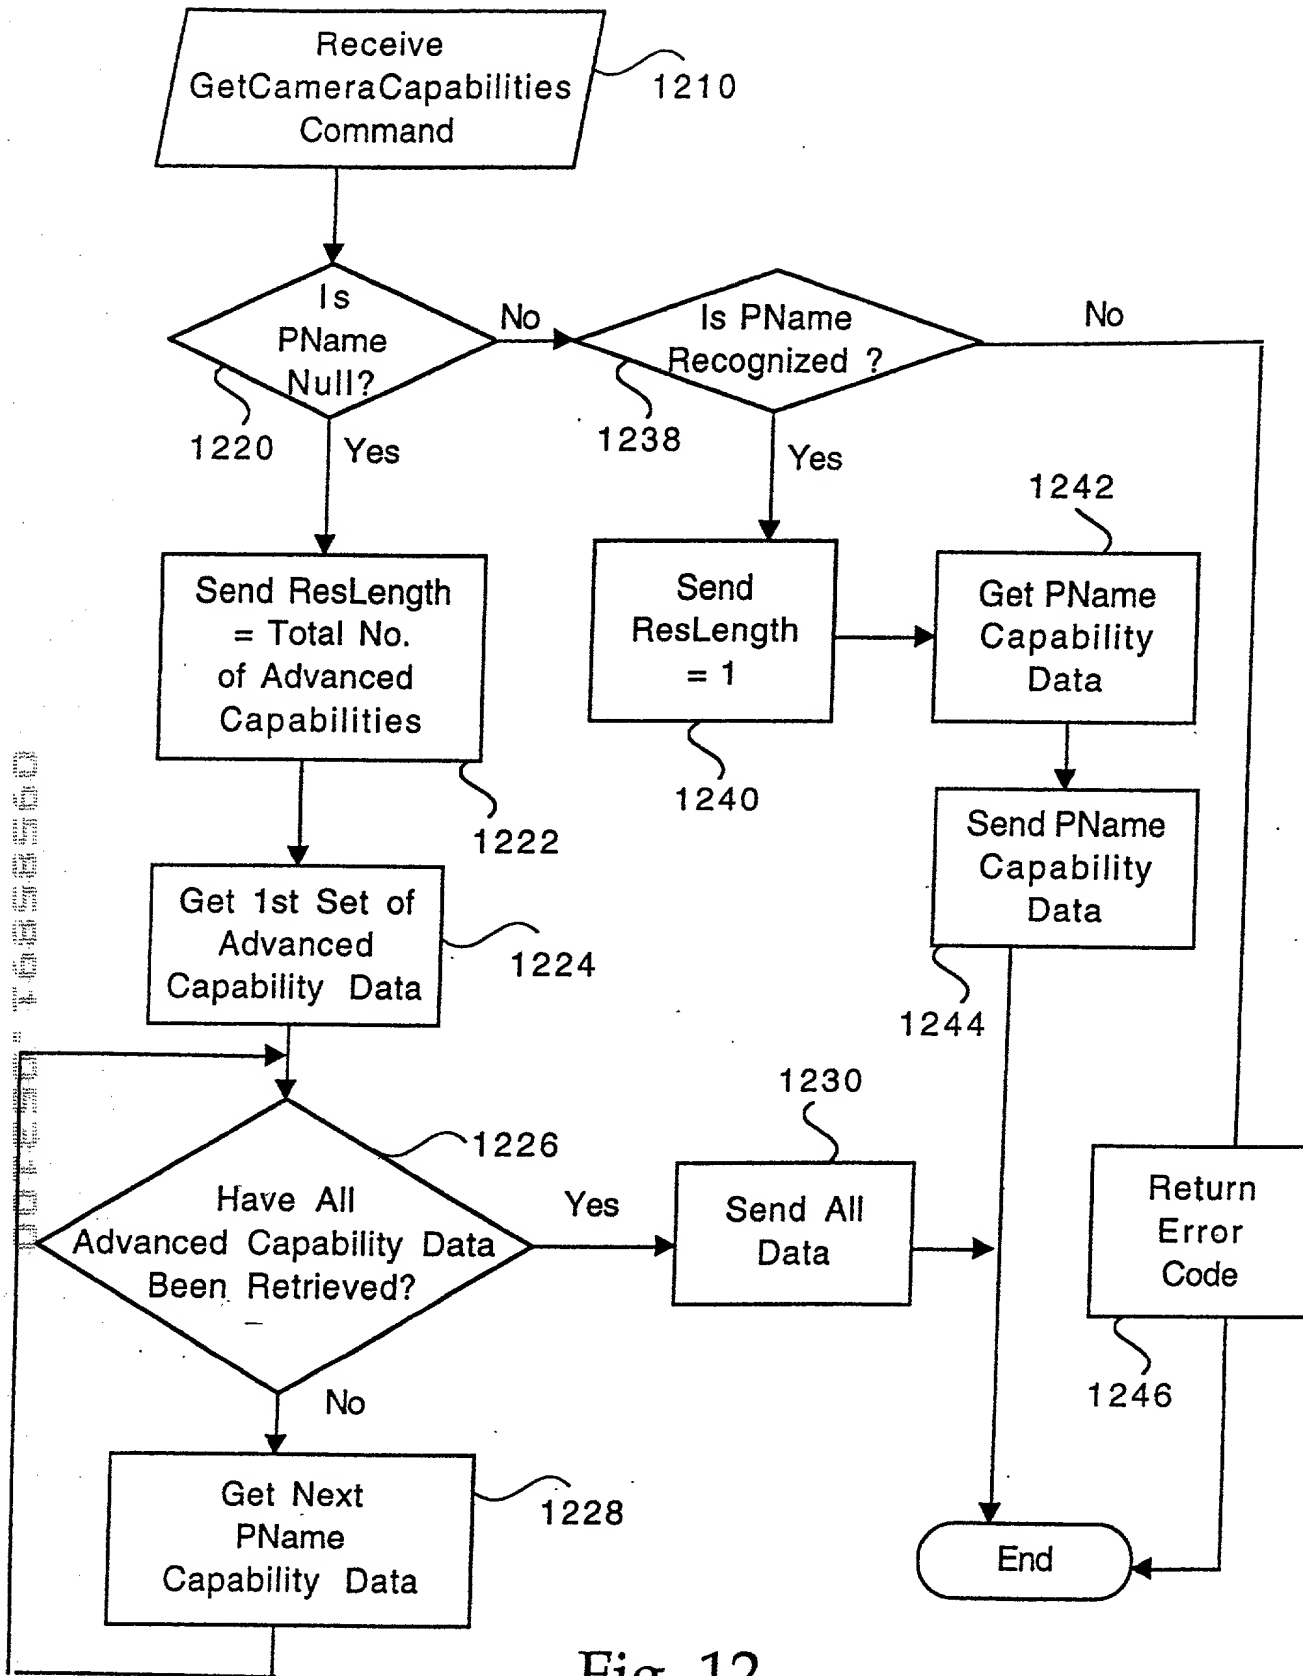 Receive
GetCameraCapabilities
Command
1210
Is
PName
Null?
1220
No
Yes
Is PName
Recognized ?
1238
No
Yes
Send ResLength
= Total No.
of Advanced
Capabilities
1222
Send
ResLength
= 1
1240
1242
Get PName
Capability
Data
Send PName
Capability
Data
1244
Get 1st Set of
Advanced
Capability Data
1224
1226
Have All
Advanced Capability Data
Been Retrieved?
Yes
No
1230
Send All
Data
Return
Error
Code
1246
Get Next
PName
Capability Data
1228
End
Fig. 12